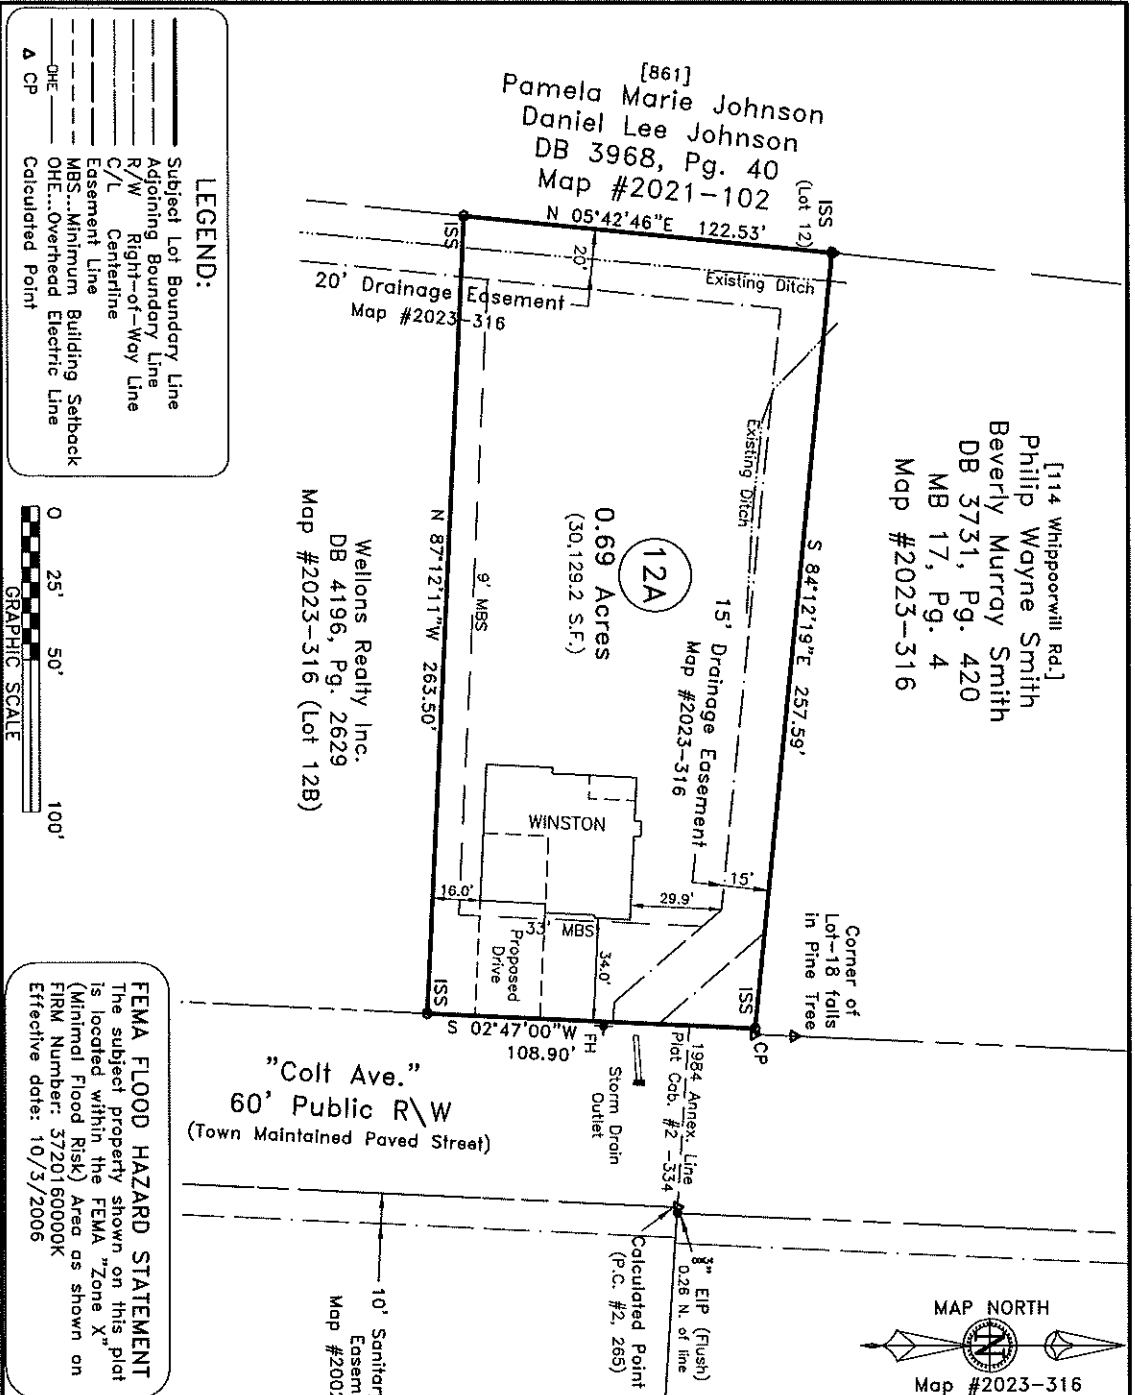 [861]
Pamela Marie Johnson
Daniel Lee Johnson
DB 3968, Pg. 40
Map #2021-102
(Lot 12)
ISS
N 05°42'46"E 122.53'
ISS
20'
Existing Ditch
20' Drainage Easement
Map #2023-316
[114 Whippoorwill Rd.]
Philip Wayne Smith
Beverly Murray Smith
DB 3731, Pg. 420
MB 17, Pg. 4
Map #2023-316
S 84°12'19"E 257.59'
Existing Ditch
12A
0.69 Acres
(30,129.2 S.F.)
15' Drainage Easement
Map #2023-316
9' MBS
N 87°12'11"W 263.50'
Wellons Realty Inc.
DB 4196, Pg. 2629
Map #2023-316 (Lot 12B)
WINSTON
15'
29.9'
16.0'
33' MBS
34.0'
Proposed
Drive
Corner of
Lot-18 falls
in Pine Tree
ISS
CP
ISS
S 02°47'00"W
108.90'
FH
Storm Drain
Outlet
1984 Annex. Line
Plat Cab. #2 -334
"Colt Ave."
60' Public R\W
(Town Maintained Paved Street)
3/8" EIP (Flush)
0.26 N. of line
Calculated Point
(P.C. #2, 265)
10' Sanitar
Easem
Map #200
MAP NORTH
N
Map #2023-316
LEGEND:
Subject Lot Boundary Line
Adjoining Boundary Line
R/W Right-of-Way Line
C/L Centerline
Easement Line
MBS...Minimum Building Setback
OHE OHE...Overhead Electric Line
CP Calculated Point
0 25' 50' 100'
GRAPHIC SCALE
FEMA FLOOD HAZARD STATEMENT
The subject property shown on this plat
is located within the FEMA "Zone X"
(Minimal Flood Risk) Area as shown on
FIRM Number: 3720160000K
Effective date: 10/3/2006